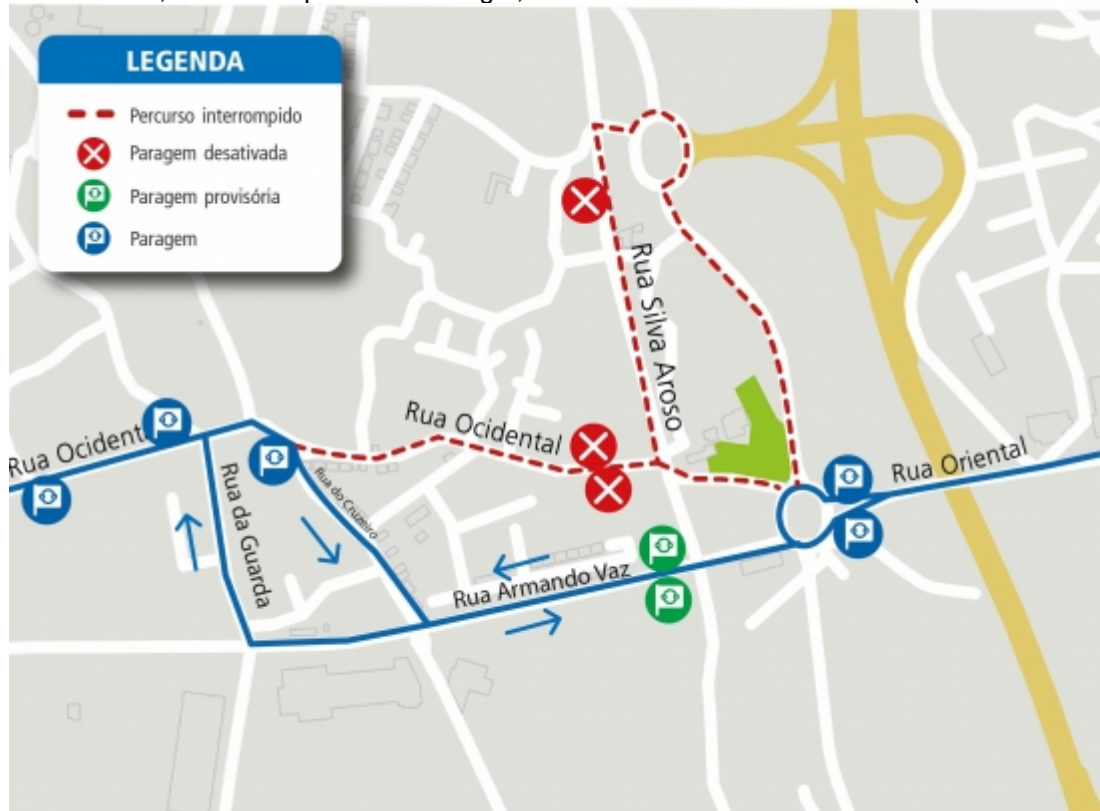 LEGENDA
Percurso interrompido
Paragem desativada
Paragem provisória
Paragem
Rua Silva Aroso
Rua Ocidental
Rua Ocident
Rua Oriental
Rua do Cruzeiro
Rua da Guarda
Rua Armando Vaz